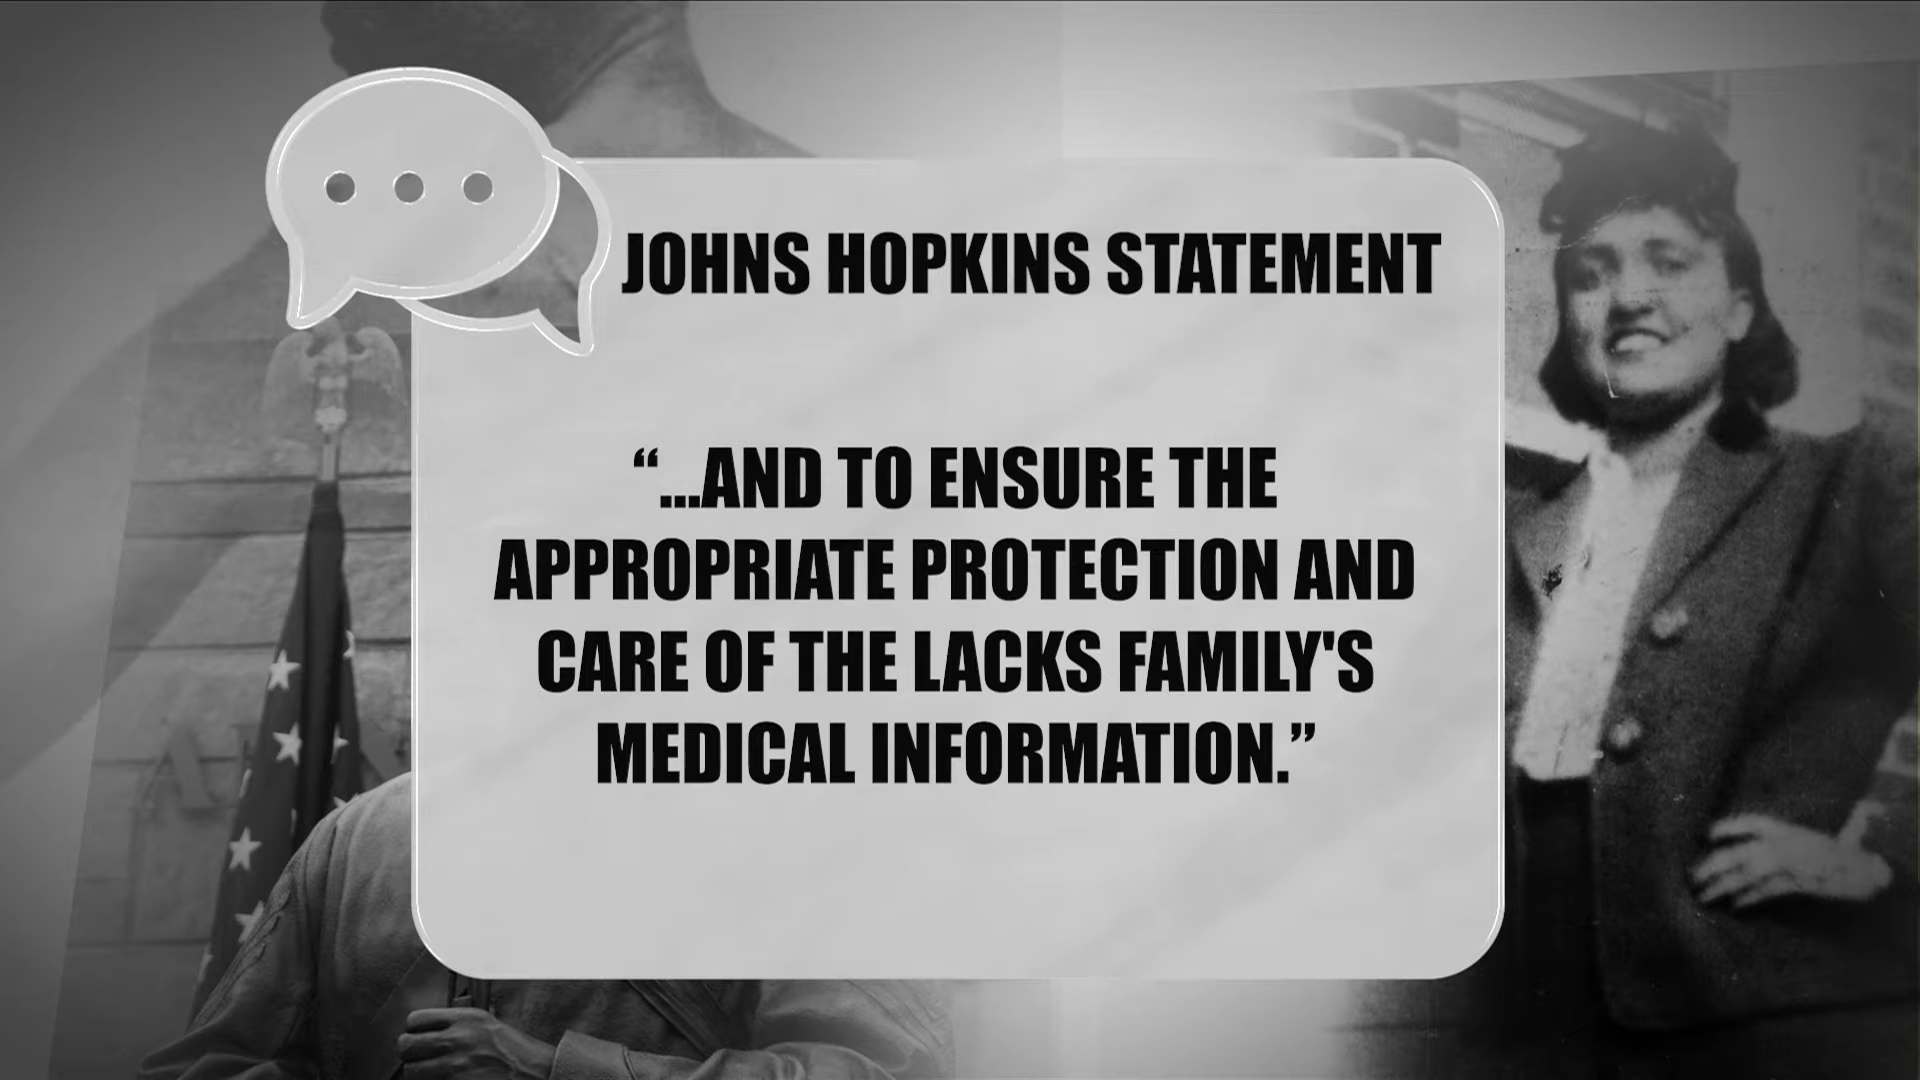 JOHNS HOPKINS STATEMENT
“...AND TO ENSURE THE
APPROPRIATE PROTECTION AND
CARE OF THE LACKS FAMILY'S
MEDICAL INFORMATION.”